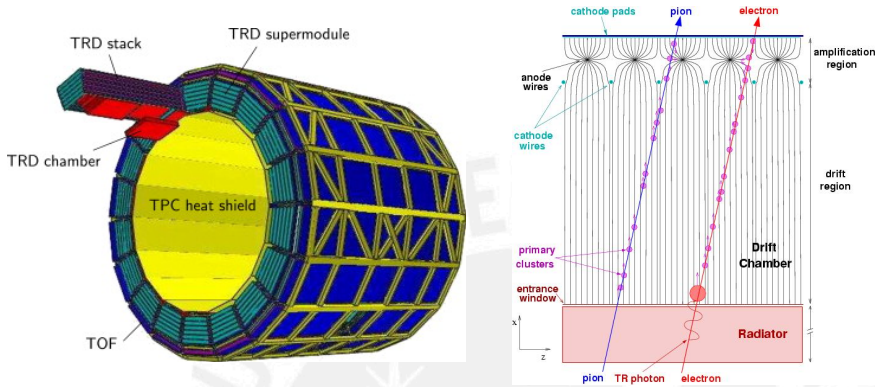 TRD stack
TRD supermodule
TRD chamber
TPC heat shield
TOF
cathode pads
pion
electron
anode
wires
amplification
region
cathode
wires
drift
region
primary
clusters
Drift
Chamber
entrance
window
x
z
Radiator
pion
TR photon
electron